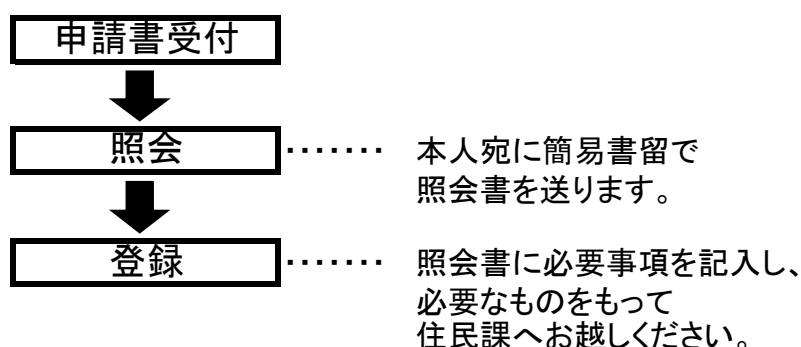 申請書受付
照会
・・・・・・・ 本人宛に簡易書留で
照会書を送ります。
登録
・・・・・・・ 照会書に必要事項を記入し、
必要なものをもって
住民課へお越しください。